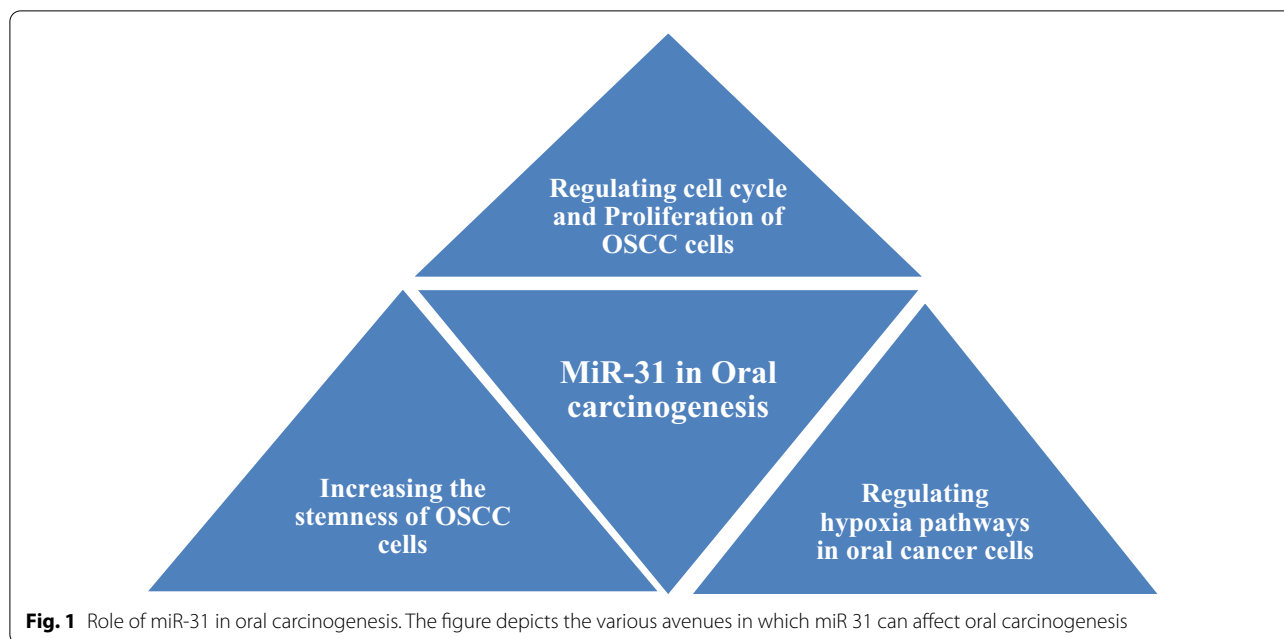 Regulating cell cycle
and Proliferation of
OSCC cells
MiR-31 in Oral
carcinogenesis
Increasing the
stemness of OSCC
cells
Regulating
hypoxia pathways
in oral cancer cells
Fig. 1 Role of miR-31 in oral carcinogenesis. The figure depicts the various avenues in which miR 31 can affect oral carcinogenesis